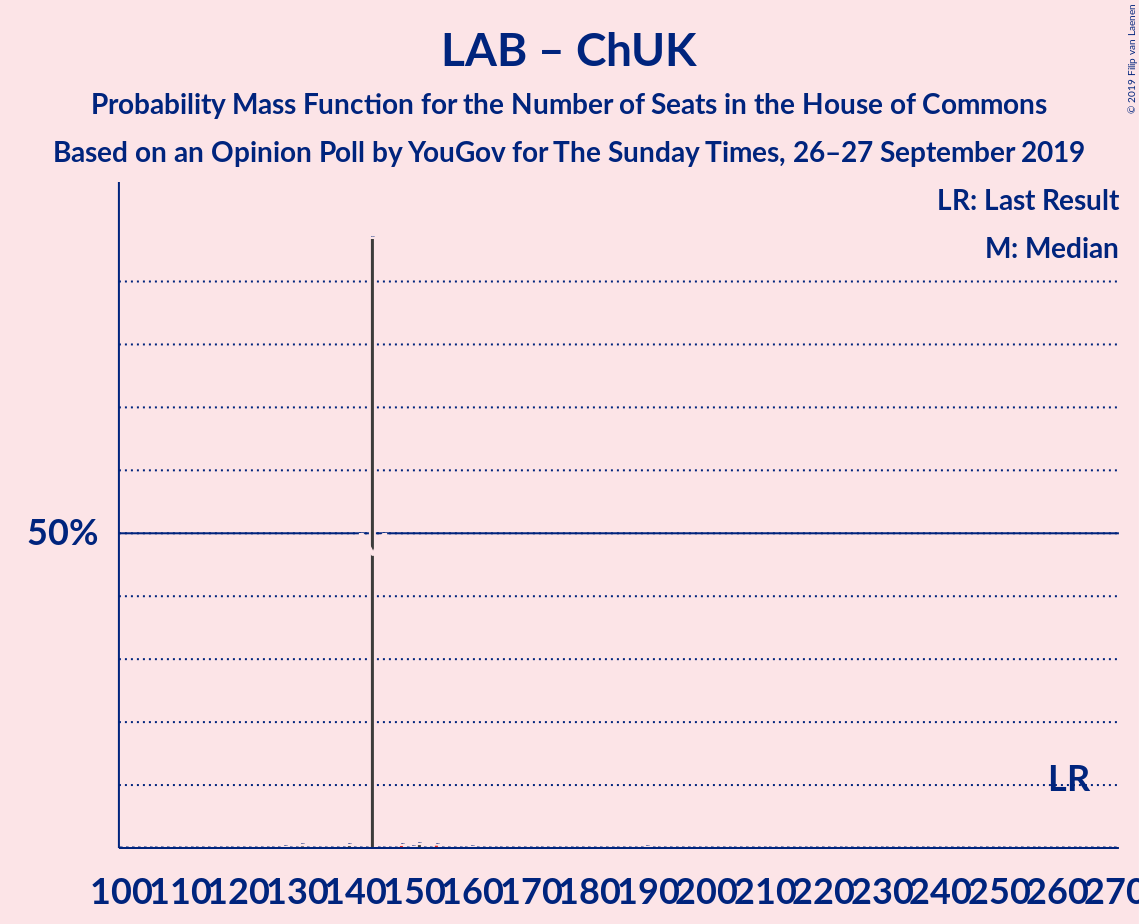 LAB – ChUK
Probability Mass Function for the Number of Seats in the House of Commons
Based on an Opinion Poll by YouGov for The Sunday Times, 26–27 September 2019
© 2019 Filip van Laenen
LR: Last Result
M: Median
50%
LR
100 110 120 130 140 150 160 170 180 190 200 210 220 230 240 250 260 270